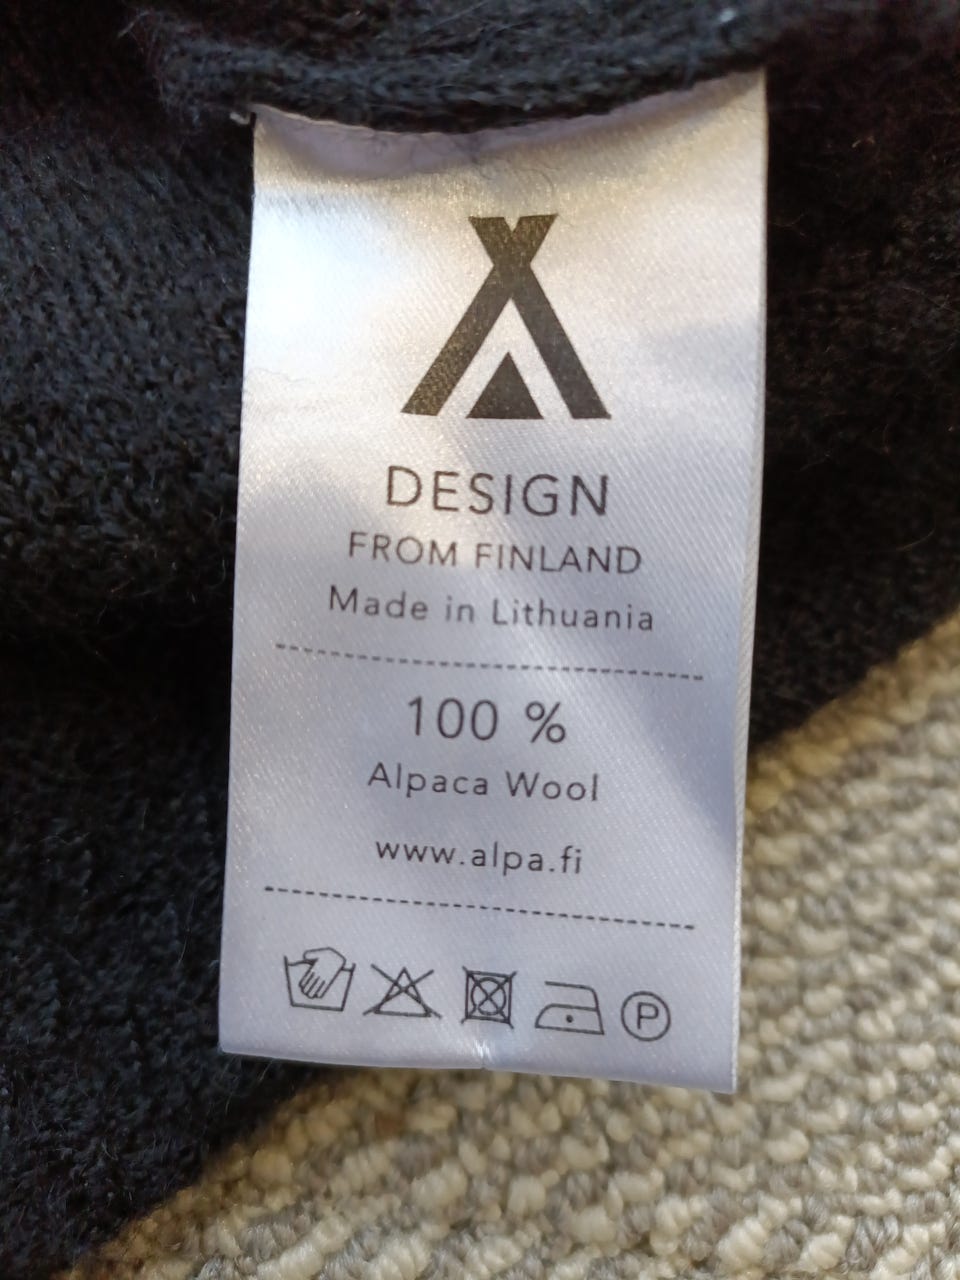 DESIGN
FROM FINLAND
Made in Lithuania
100 %
Alpaca Wool
www.alpa.fi
P